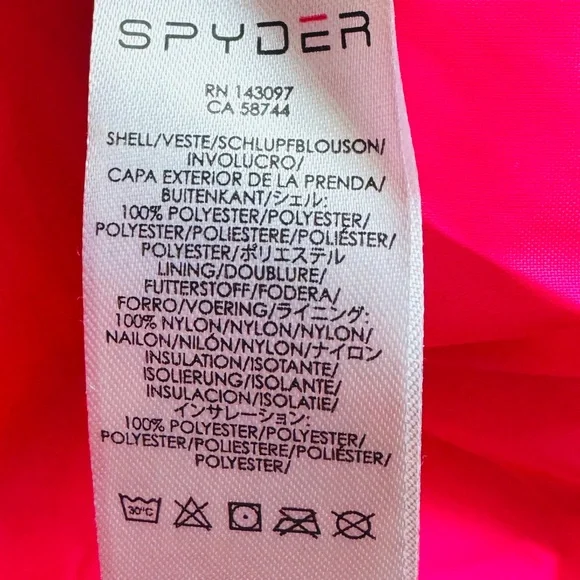 SPYDER
RN 143097
CA 58744
SHELL/VESTE/SCHLUPFBLOUSON/
INVOLUCRO/
CAPA EXTERIOR DE LA PRENDA/
BUITENKANT/シェル:
100% POLYESTER/POLYESTER/
POLYESTER/POLIESTERE/POLIÉSTER/
POLYESTER/ポリエステル
LINING/DOUBLURE/
FUTTERSTOFF/FODERA/
FORRO/VOERING/ライニング:
100% NYLON/NYLON/NYLON/
NAILON/NILÓN/NYLON/ナイロン
INSULATION/ISOTANTE/
ISOLIERUNG/ISOLANTE/
INSULACION/ISOLATIE/
インサレーション:
100% POLYESTER/POLYESTER/
POLYESTER/POLIESTERE/POLIÉSTER/
POLYESTER/
30°C